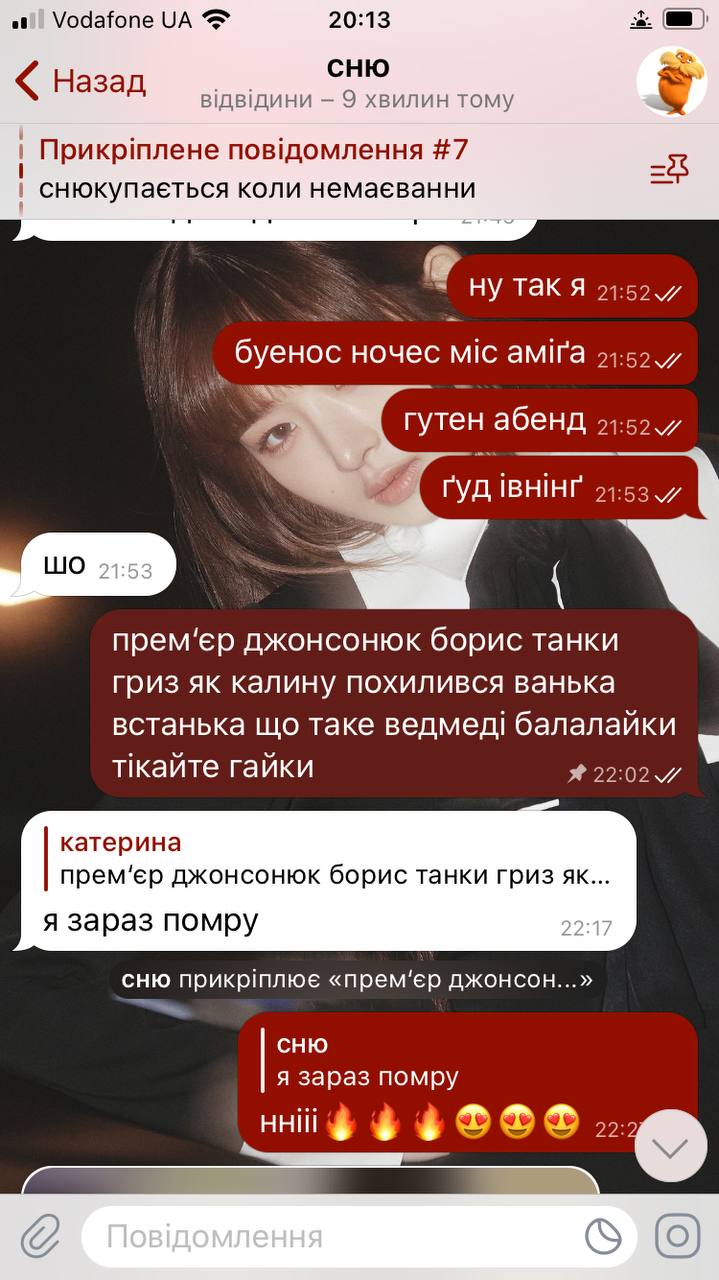 Vodafone UA
20:13
Назад
сню
відвідини – 9 хвилин тому
Прикріплене повідомлення #7
снюкупається коли немаєванни
ну так я 21:52
буенос ночес міс аміґа 21:52
гутен абенд 21:52
ґуд івнінґ 21:53
шо 21:53
прем‘єр джонсонюк борис танки
гриз як калину похилився ванька
встанька що таке ведмеді балалайки
тікайте гайки 22:02
катерина
прем‘єр джонсонюк борис танки гриз як...
я зараз помру 22:17
сню прикріплює «прем‘єр джонсон...»
сню
я зараз помру
ннііі🔥🔥🔥😍😍😍
Повідомлення